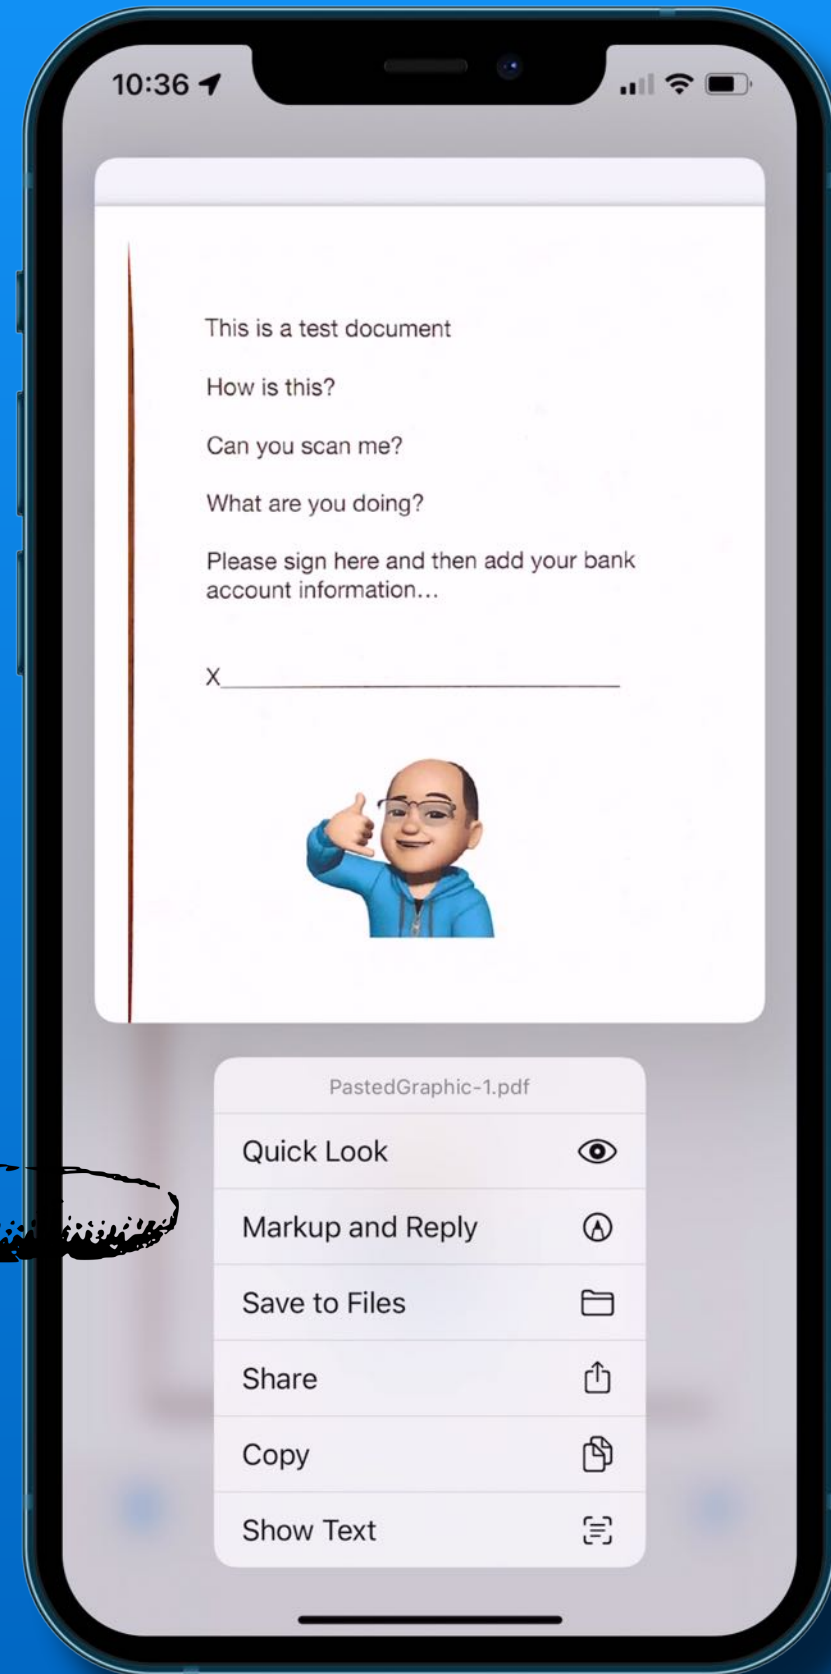 10:36
This is a test document
How is this?
Can you scan me?
What are you doing?
Please sign here and then add your bank
account information...
X
PastedGraphic-1.pdf
Quick Look
Markup and Reply
Save to Files
Share
Copy
Show Text